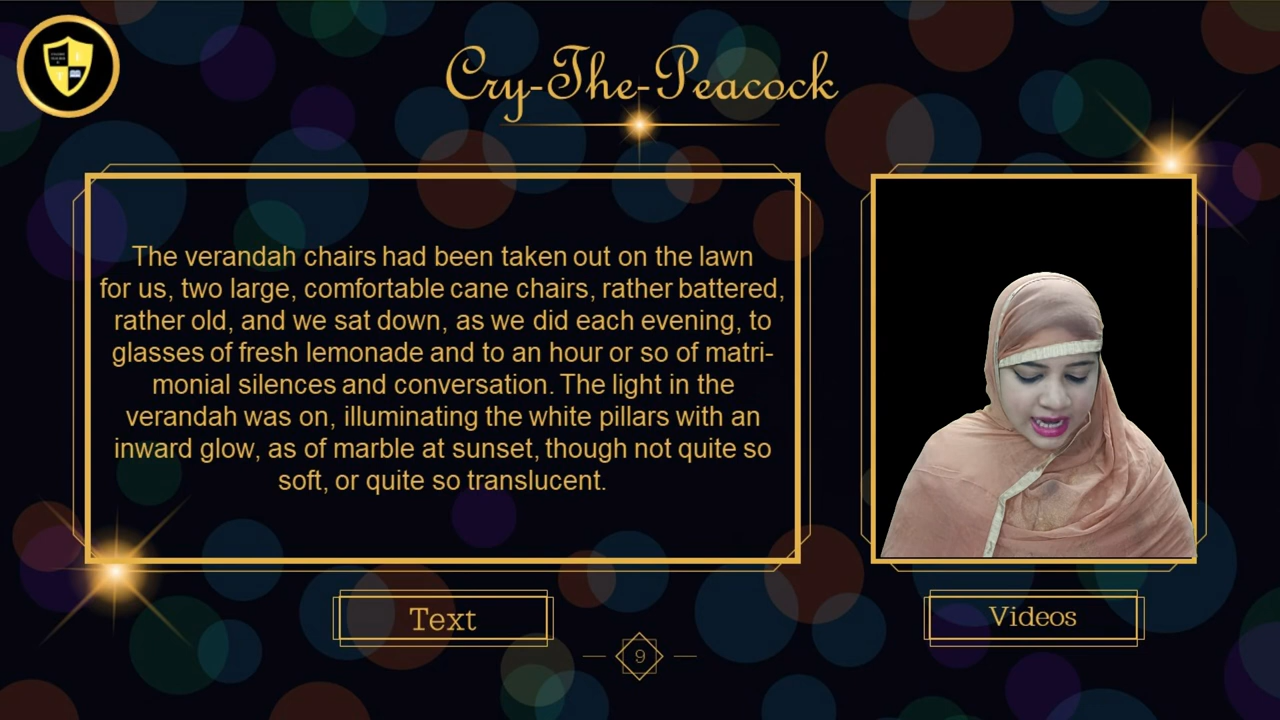 Cry-The-Peacock
The verandah chairs had been taken out on the lawn
for us, two large, comfortable cane chairs, rather battered,
rather old, and we sat down, as we did each evening, to
glasses of fresh lemonade and to an hour or so of matri-
monial silences and conversation. The light in the
verandah was on, illuminating the white pillars with an
inward glow, as of marble at sunset, though not quite so
soft, or quite so translucent.
Text
Videos
9